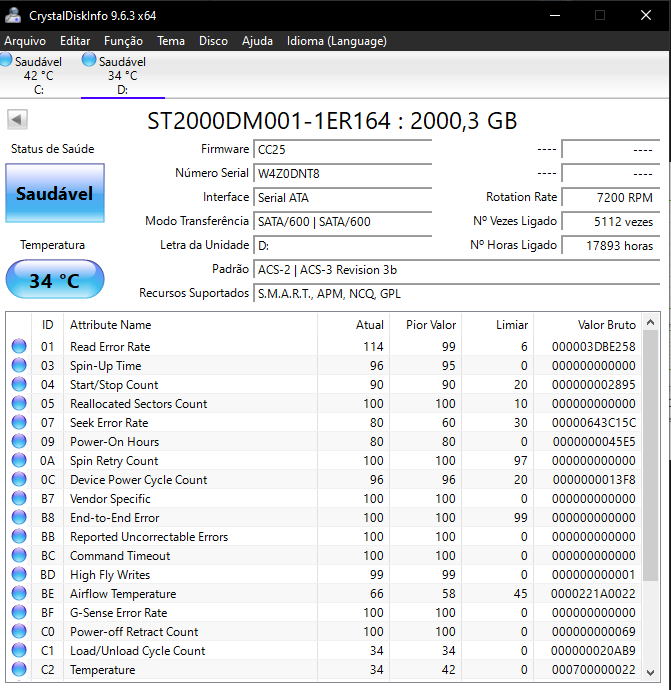 CrystalDiskInfo 9.6.3 x64
Arquivo Editar Função Tema Disco Ajuda Idioma (Language)
Saudável Saudável
42 °C 34 °C
C: D:
ST2000DM001-1ER164 : 2000,3 GB
Status de Saúde
Saudável
Temperatura
34 °C
Firmware CC25 ---- ----
Número Serial W4Z0DNT8 ---- ----
Interface Serial ATA Rotation Rate 7200 RPM
Modo Transferência SATA/600 | SATA/600 Nº Vezes Ligado 5112 vezes
Letra da Unidade D: Nº Horas Ligado 17893 horas
Padrão ACS-2 | ACS-3 Revision 3b
Recursos Suportados S.M.A.R.T., APM, NCQ, GPL
ID Attribute Name Atual Pior Valor Limiar Valor Bruto
01 Read Error Rate 114 99 6 000003DBE258
03 Spin-Up Time 96 95 0 000000000000
04 Start/Stop Count 90 90 20 000000002895
05 Reallocated Sectors Count 100 100 10 000000000000
07 Seek Error Rate 80 60 30 00000643C15C
09 Power-On Hours 80 80 0 0000000045E5
0A Spin Retry Count 100 100 97 000000000000
0C Device Power Cycle Count 96 96 20 0000000013F8
B7 Vendor Specific 100 100 0 000000000000
B8 End-to-End Error 100 100 99 000000000000
BB Reported Uncorrectable Errors 100 100 0 000000000000
BC Command Timeout 100 100 0 000000000000
BD High Fly Writes 99 99 0 000000000001
BE Airflow Temperature 66 58 45 0000221A0022
BF G-Sense Error Rate 100 100 0 000000000000
C0 Power-off Retract Count 100 100 0 000000000069
C1 Load/Unload Cycle Count 34 34 0 000000020AB9
C2 Temperature 34 42 0 000700000022